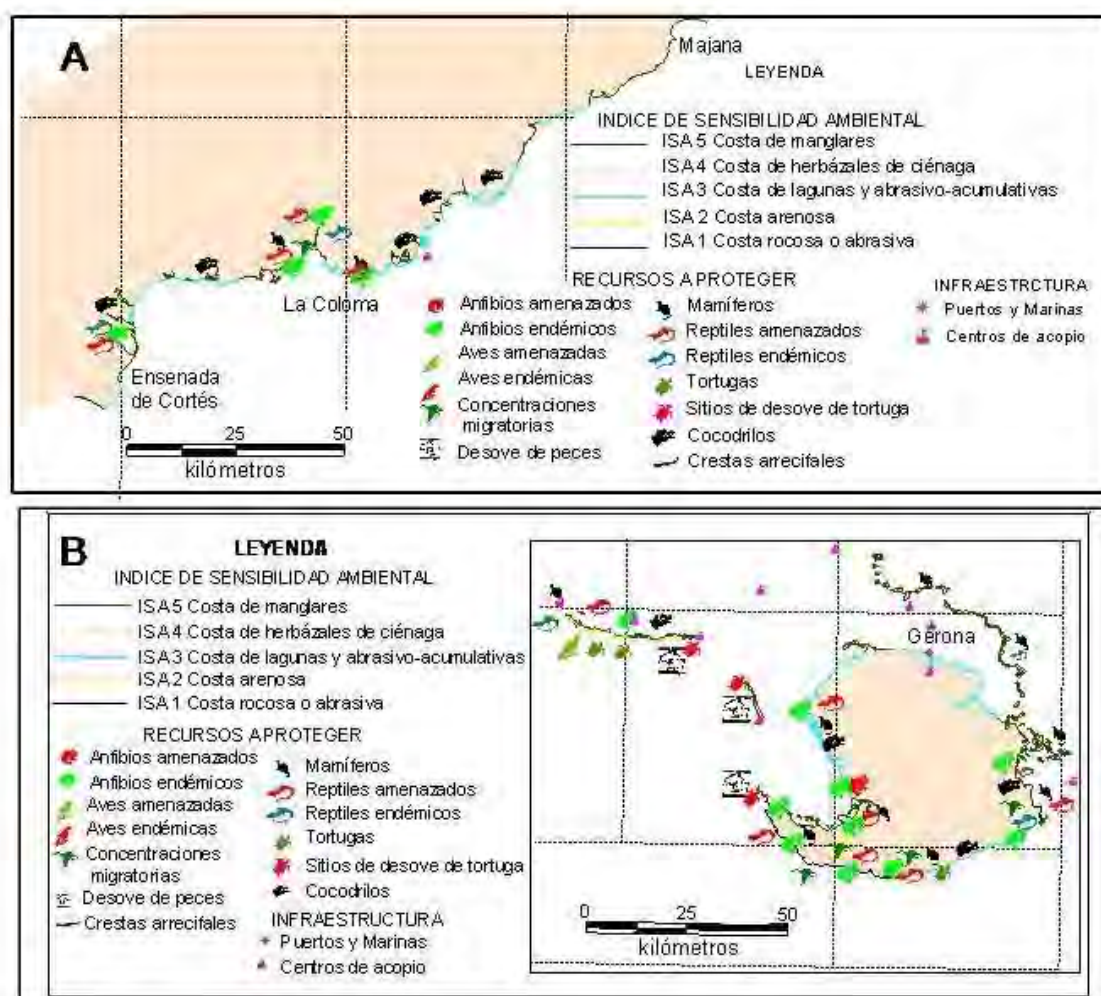 A
Majana
LEYENDA
INDICE DE SENSIBILIDAD AMBIENTAL
ISA 5 Costa de manglares
ISA 4 Costa de herbázales de ciénaga
ISA 3 Costa de lagunas y abrasivo-acumulativas
ISA 2 Costa arenosa
ISA 1 Costa rocosa o abrasiva
RECURSOS A PROTEGER
Anfibios amenazados
Anfibios endémicos
Aves amenazadas
Aves endémicas
Concentraciones
migratorias
Desove de peces
Mamíferos
Reptiles amenazados
Reptiles endémicos
Tortugas
Sitios de desove de tortuga
Cocodrilos
Crestas arrecifales
INFRAESTRCTURA
Puertos y Marinas
Centros de acopio
La Coloma
Ensenada
de Cortés
0 25 50
kilómetros
B
LEYENDA
INDICE DE SENSIBILIDAD AMBIENTAL
ISA 5 Costa de manglares
ISA 4 Costa de herbázales de ciénaga
ISA 3 Costa de lagunas y abrasivo-acumulativas
ISA 2 Costa arenosa
ISA 1 Costa rocosa o abrasiva
RECURSOS A PROTEGER
Anfibios amenazados
Anfibios endémicos
Aves amenazadas
Aves endémicas
Concentraciones
migratorias
Desove de peces
Crestas arrecifales
Mamíferos
Reptiles amenazados
Reptiles endémicos
Tortugas
Sitios de desove de tortuga
Cocodrilos
INFRAESTRUCTURA
Puertos y Marinas
Centros de acopio
Gerona
0 25 50
kilómetros